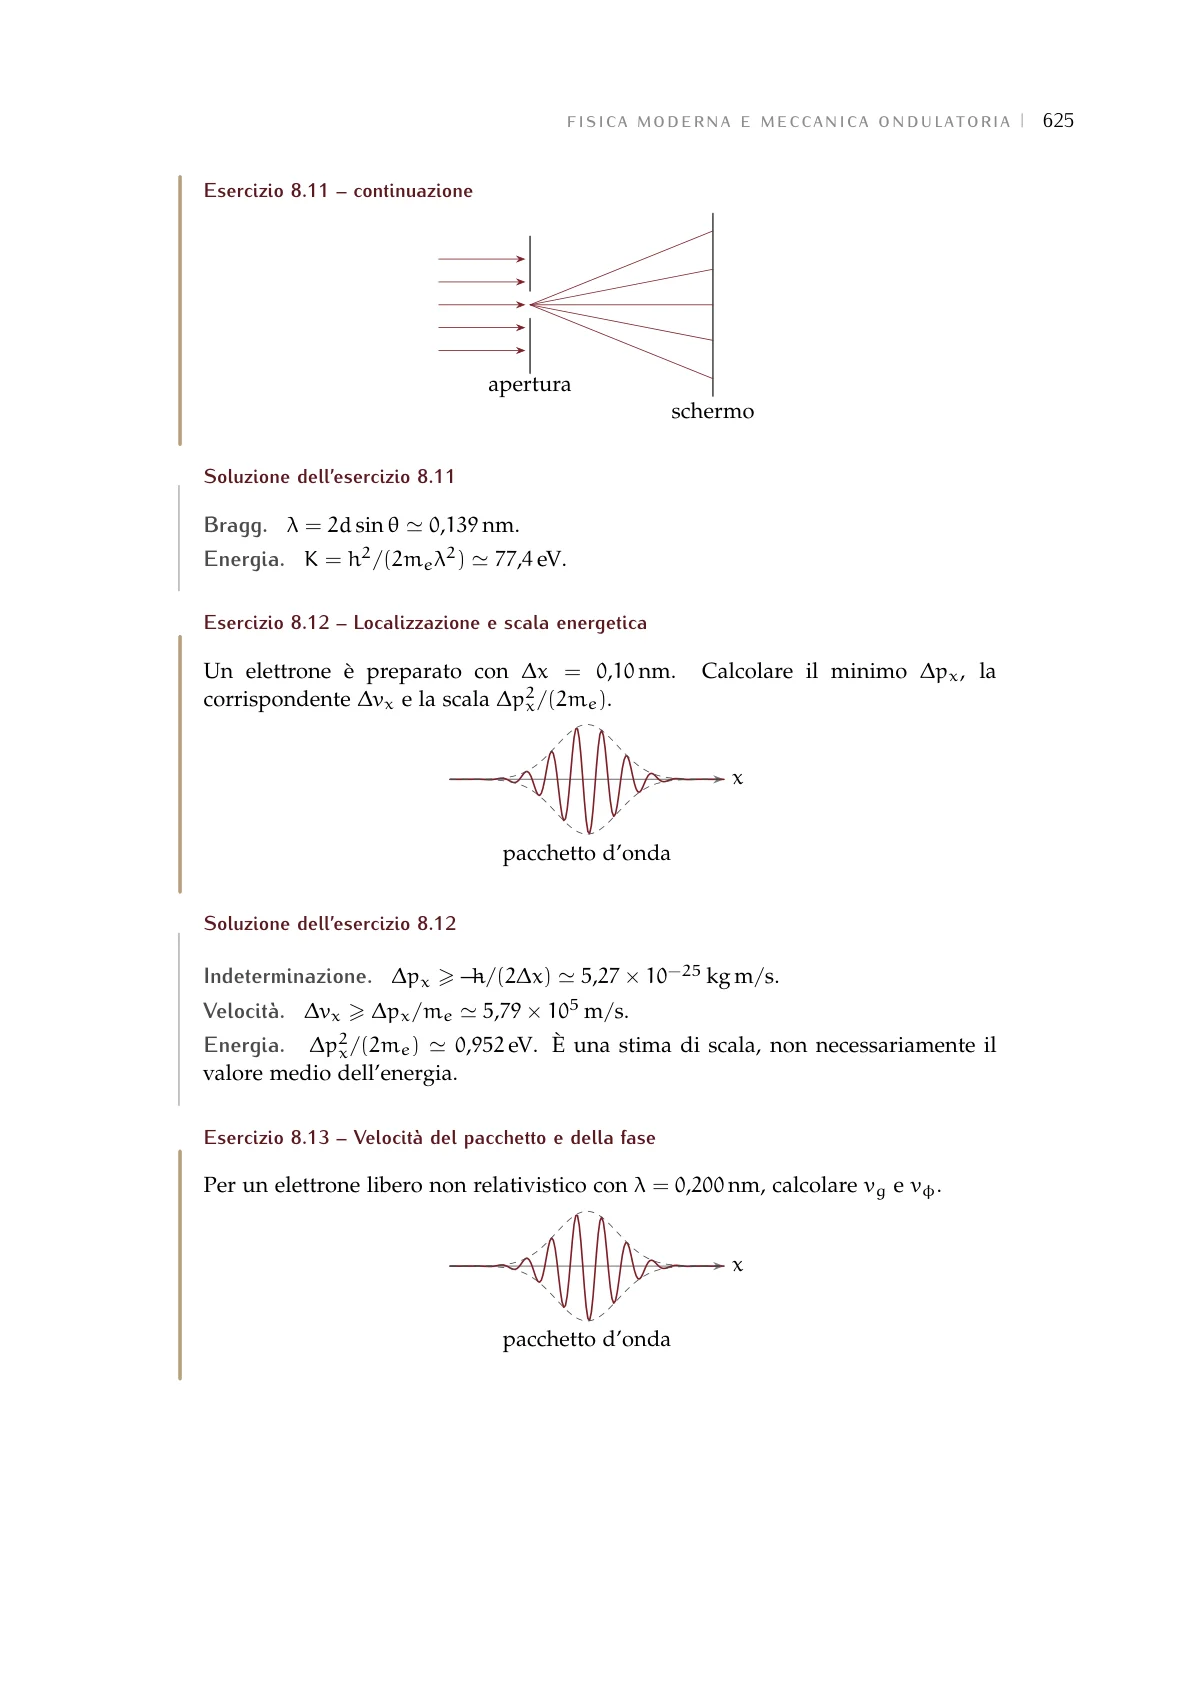 FISICA MODERNA E MECCANICA ONDULATORIA | 625
Esercizio 8.11 – continuazione
apertura
schermo
Soluzione dell'esercizio 8.11
Bragg. λ = 2d sin θ ≃ 0,139 nm.
Energia. K = h²/(2mₑλ²) ≃ 77,4 eV.
Esercizio 8.12 – Localizzazione e scala energetica
Un elettrone è preparato con Δx = 0,10 nm. Calcolare il minimo Δpₓ, la
corrispondente Δvₓ e la scala Δpₓ²/(2mₑ).
x
pacchetto d'onda
Soluzione dell'esercizio 8.12
Indeterminazione. Δpₓ ⩾ ħ/(2Δx) ≃ 5,27 × 10⁻²⁵ kg m/s.
Velocità. Δvₓ ⩾ Δpₓ/mₑ ≃ 5,79 × 10⁵ m/s.
Energia. Δpₓ²/(2mₑ) ≃ 0,952 eV. È una stima di scala, non necessariamente il
valore medio dell'energia.
Esercizio 8.13 – Velocità del pacchetto e della fase
Per un elettrone libero non relativistico con λ = 0,200 nm, calcolare v_g e v_ϕ.
x
pacchetto d'onda